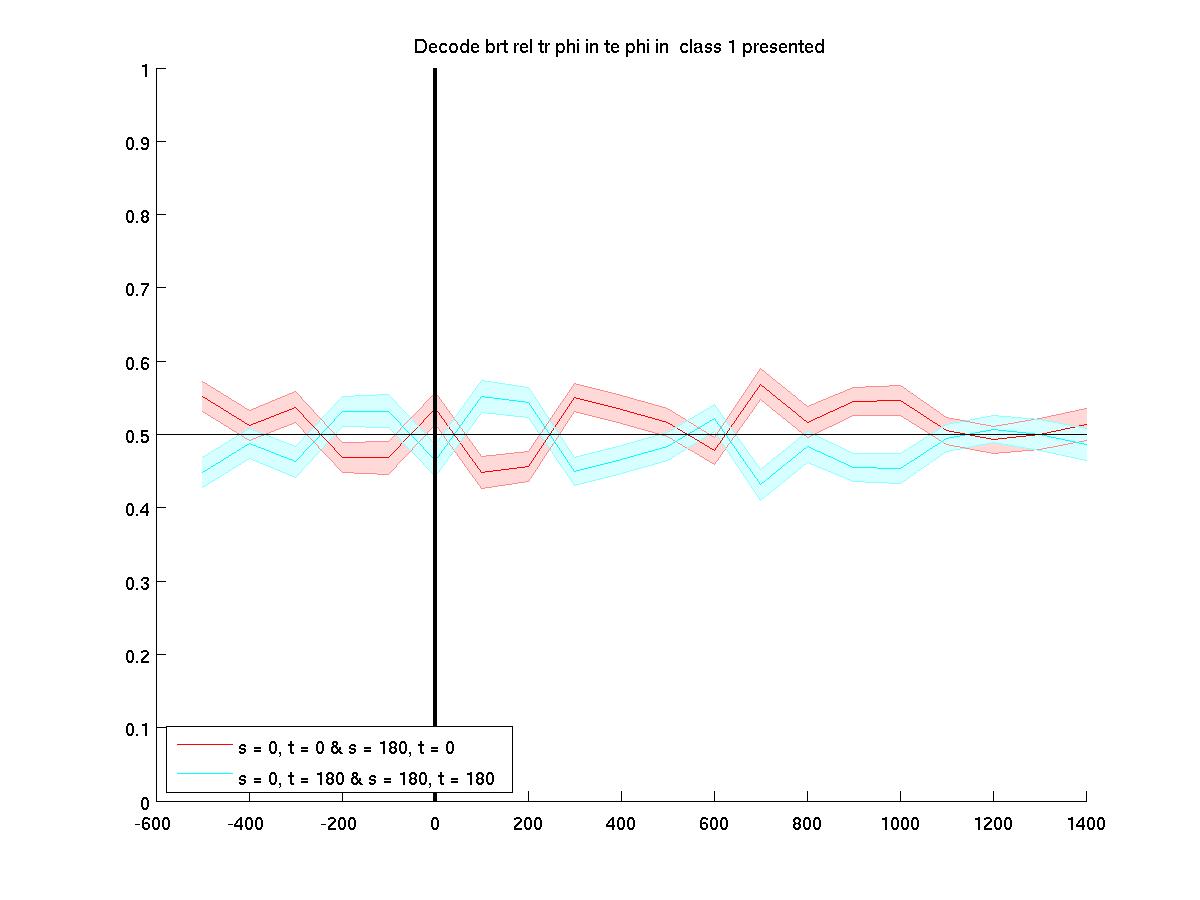 Decode brt rel tr phi in te phi in  class 1 presented
1
0.9
0.8
0.7
0.6
0.5
0.4
0.3
0.2
0.1
0
s = 0, t = 0 & s = 180, t = 0
s = 0, t = 180 & s = 180, t = 180
-600 -400 -200 0 200 400 600 800 1000 1200 1400